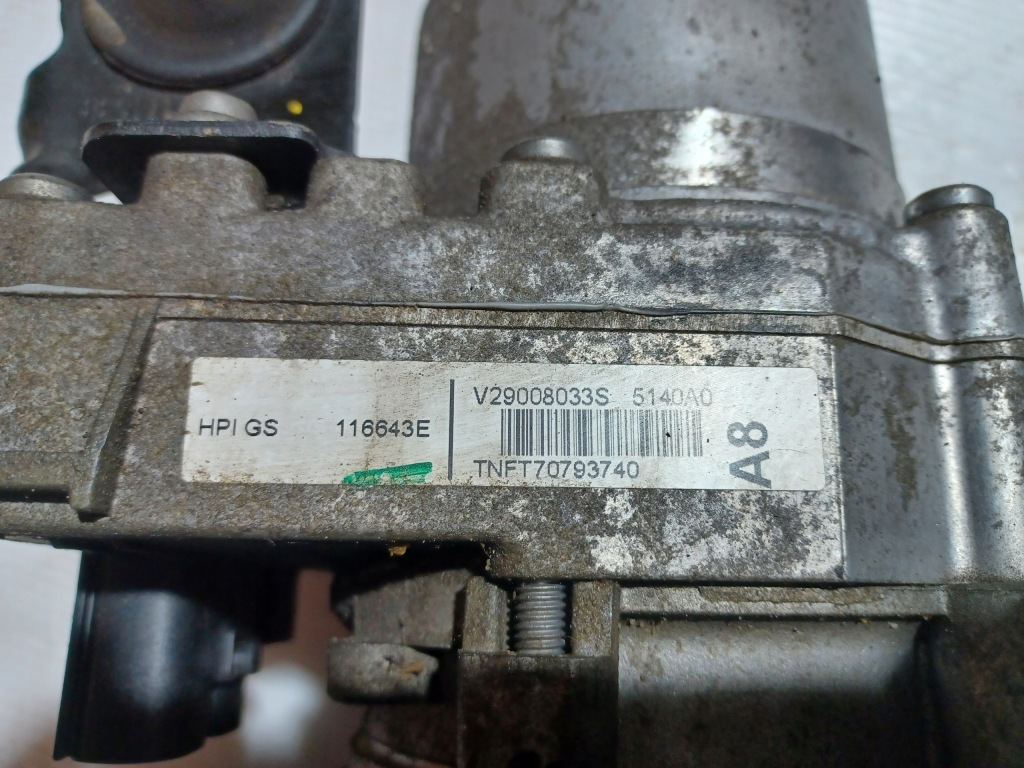 HPI GS 116643E
V29008033S 5140A0
TNFT70793740
A8